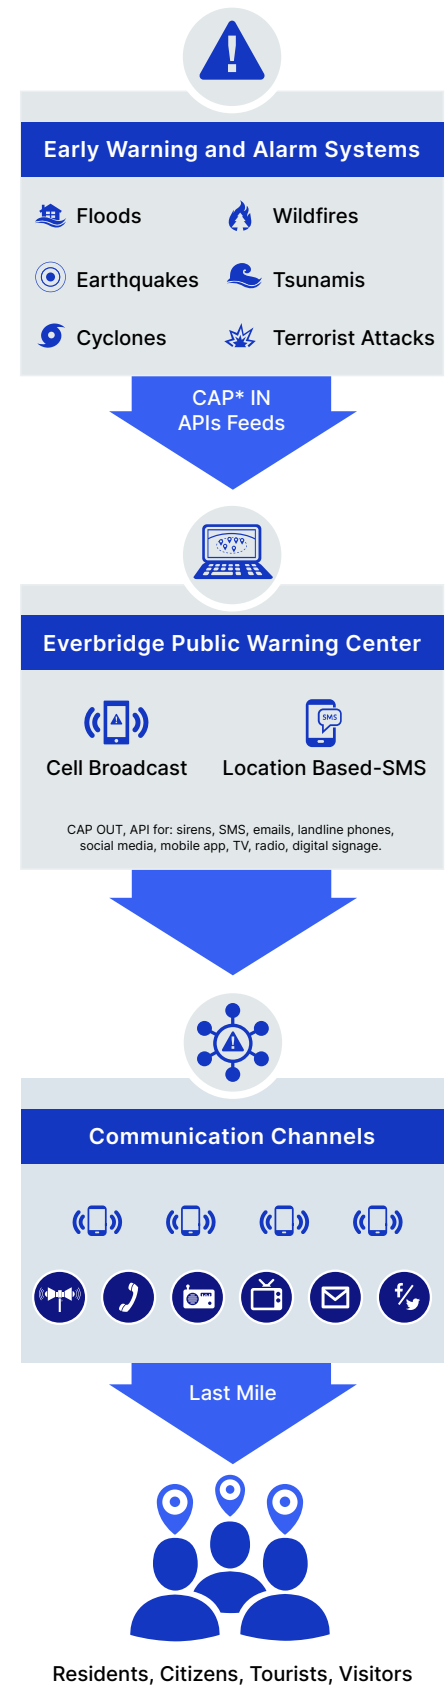 Early Warning and Alarm Systems
Floods
Wildfires
Earthquakes
Tsunamis
Cyclones
Terrorist Attacks
CAP* IN
APIs Feeds
Everbridge Public Warning Center
SMS
Cell Broadcast
Location Based-SMS
CAP OUT, API for: sirens, SMS, emails, landline phones,
social media, mobile app, TV, radio, digital signage.
Communication Channels
Last Mile
Residents, Citizens, Tourists, Visitors